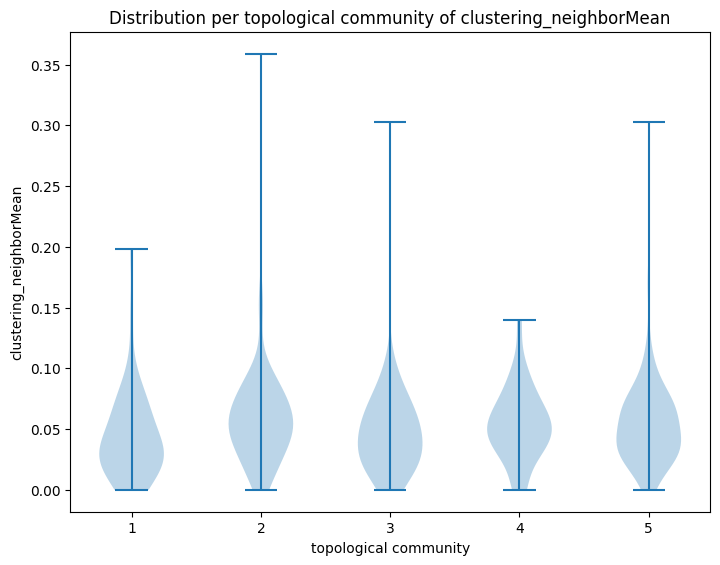 Distribution per topological community of clustering_neighborMean
clustering_neighborMean
0.35
0.30
0.25
0.20
0.15
0.10
0.05
0.00
1 2 3 4 5
topological community